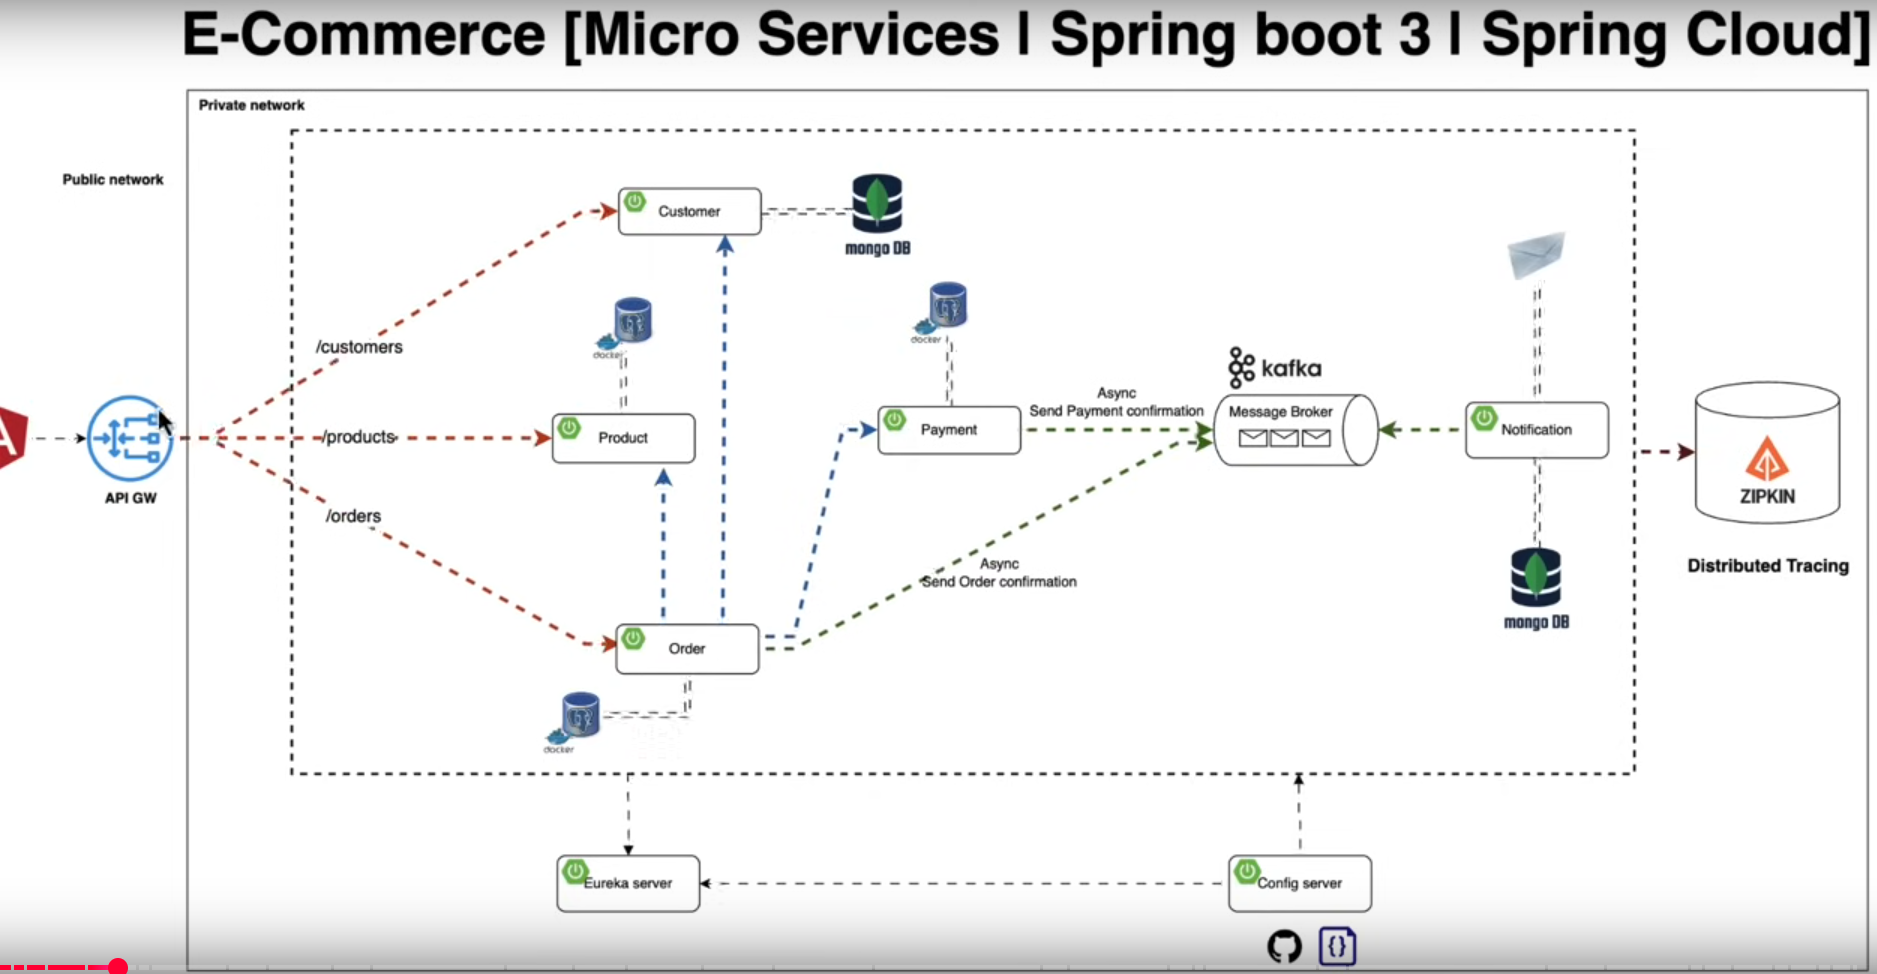 E-Commerce [Micro Services | Spring boot 3 | Spring Cloud]
Private network
Public network
Customer
mongo DB
docker
docker
/customers
kafka
Async
Send Payment confirmation
Message Broker
A
/products
Product
Payment
Notification
API GW
ZIPKIN
/orders
Distributed Tracing
Async
Send Order confirmation
mongo DB
Order
docker
Eureka server
Config server
{}